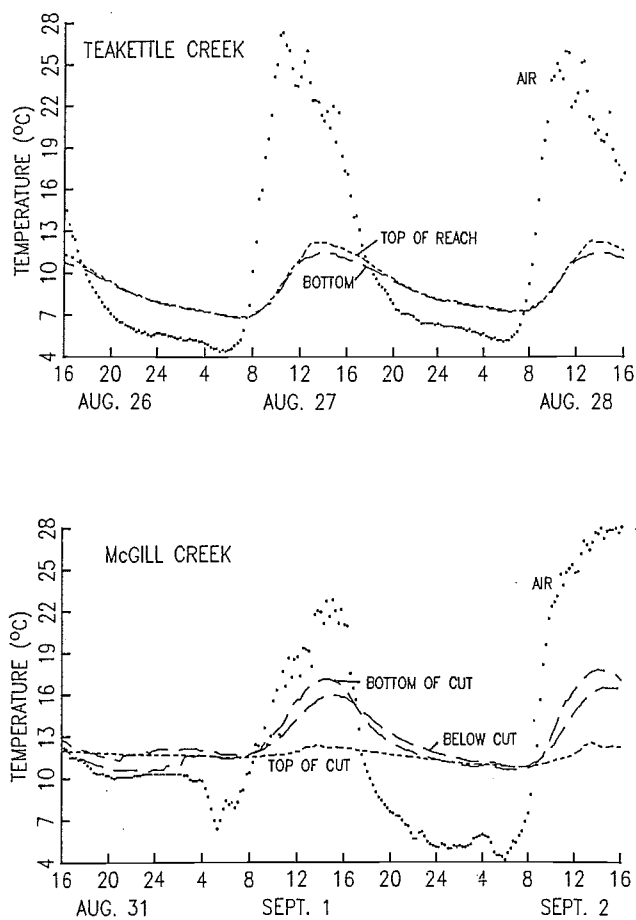 TEAKETTLE CREEK
TEMPERATURE (°C)
28
25
22
19
16
13
10
7
4
AIR
TOP OF REACH
BOTTOM
16 20 24 4 8 12 16 20 24 4 8 12 16
AUG. 26 AUG. 27 AUG. 28
McGILL CREEK
TEMPERATURE (°C)
28
25
22
19
16
13
10
7
4
AIR
BOTTOM OF CUT
BELOW CUT
TOP OF CUT
16 20 24 4 8 12 16 20 24 4 8 12 16
AUG. 31 SEPT. 1 SEPT. 2